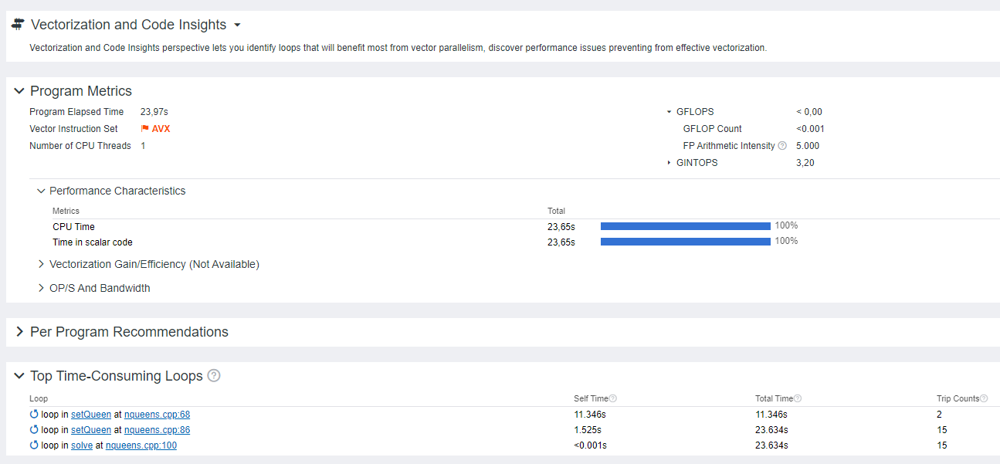 Vectorization and Code Insights
Vectorization and Code Insights perspective lets you identify loops that will benefit most from vector parallelism, discover performance issues preventing from effective vectorization.
Program Metrics
Program Elapsed Time 23,97s
Vector Instruction Set AVX
Number of CPU Threads 1
GFLOPS < 0,00
GFLOP Count <0.001
FP Arithmetic Intensity ? 5.000
GINTOPS 3,20
Performance Characteristics
Metrics Total
CPU Time 23,65s 100%
Time in scalar code 23,65s 100%
Vectorization Gain/Efficiency (Not Available)
OP/S And Bandwidth
Per Program Recommendations
Top Time-Consuming Loops ?
Loop Self Time ? Total Time ? Trip Counts ?
loop in setQueen at nqueens.cpp:68 11.346s 11.346s 2
loop in setQueen at nqueens.cpp:86 1.525s 23.634s 15
loop in solve at nqueens.cpp:100 <0.001s 23.634s 15